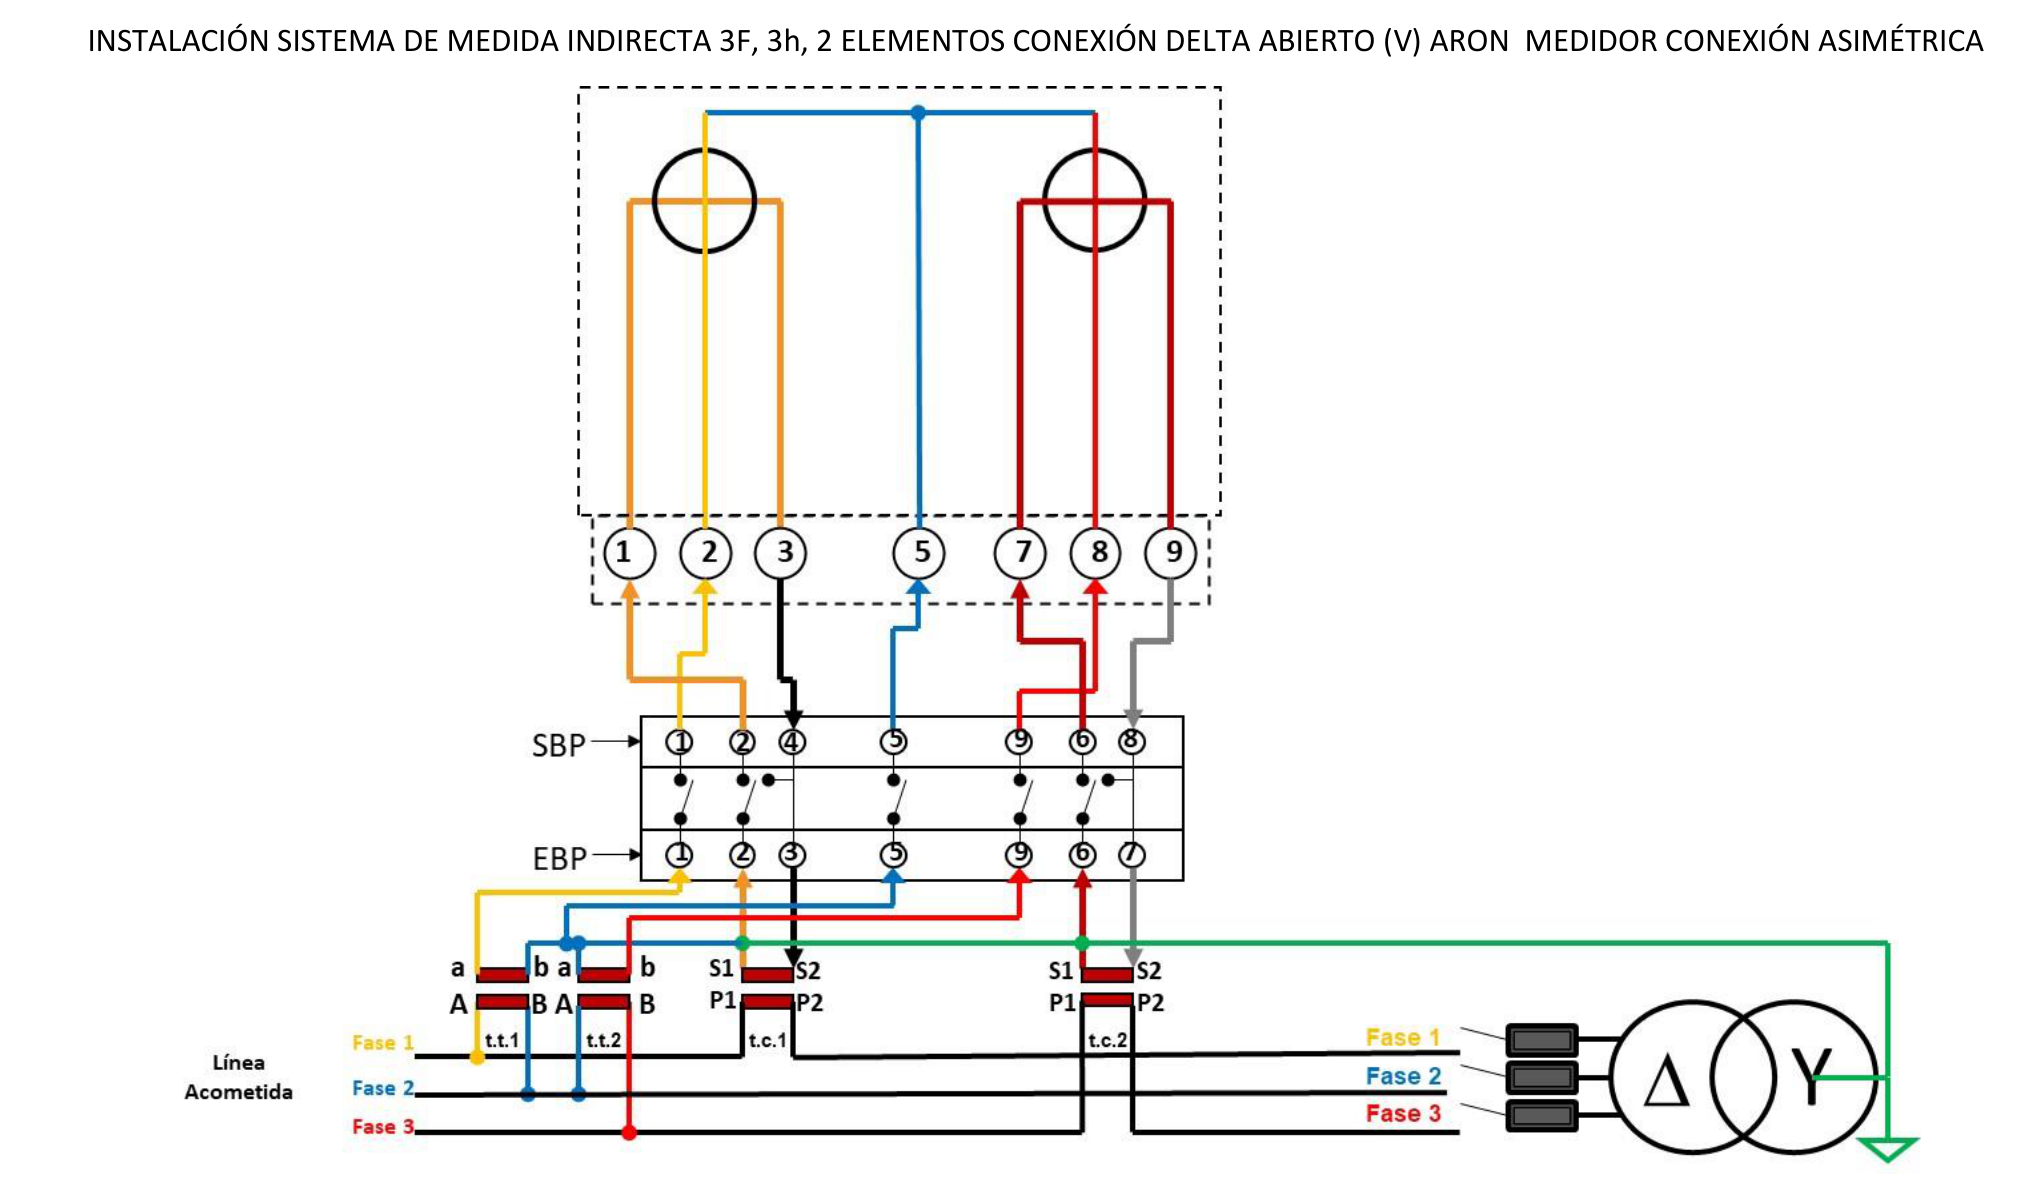 INSTALACIÓN SISTEMA DE MEDIDA INDIRECTA 3F, 3h, 2 ELEMENTOS CONEXIÓN DELTA ABIERTO (V) ARON MEDIDOR CONEXIÓN ASIMÉTRICA
1 2 3 5 7 8 9
SBP 1 2 4 5 9 6 8
EBP 1 2 3 5 9 6 7
a b a b S1 S2 S1 S2
A B A B P1 P2 P1 P2
t.t.1 t.t.2 t.c.1 t.c.2
Línea
Acometida
Fase 1
Fase 2
Fase 3
Fase 1
Fase 2
Fase 3
Δ Y